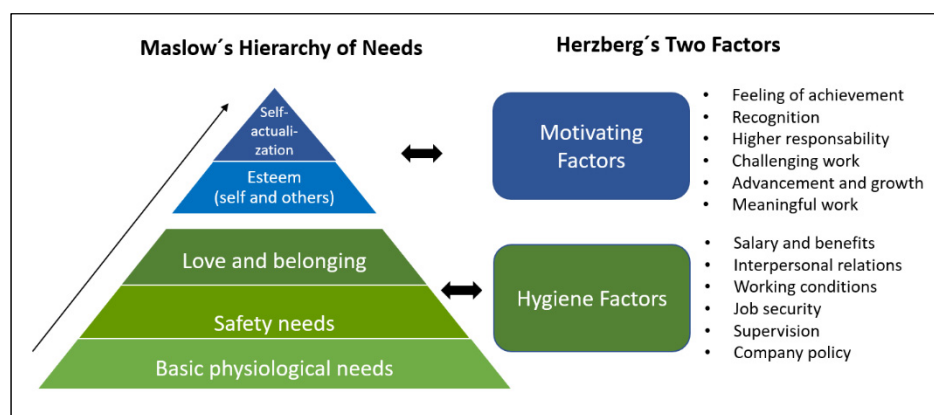 Maslow´s Hierarchy of Needs
Self-
actuali-
zation
Esteem
(self and others)
Love and belonging
Safety needs
Basic physiological needs
Herzberg´s Two Factors
Motivating
Factors
• Feeling of achievement
• Recognition
• Higher responsability
• Challenging work
• Advancement and growth
• Meaningful work
Hygiene Factors
• Salary and benefits
• Interpersonal relations
• Working conditions
• Job security
• Supervision
• Company policy